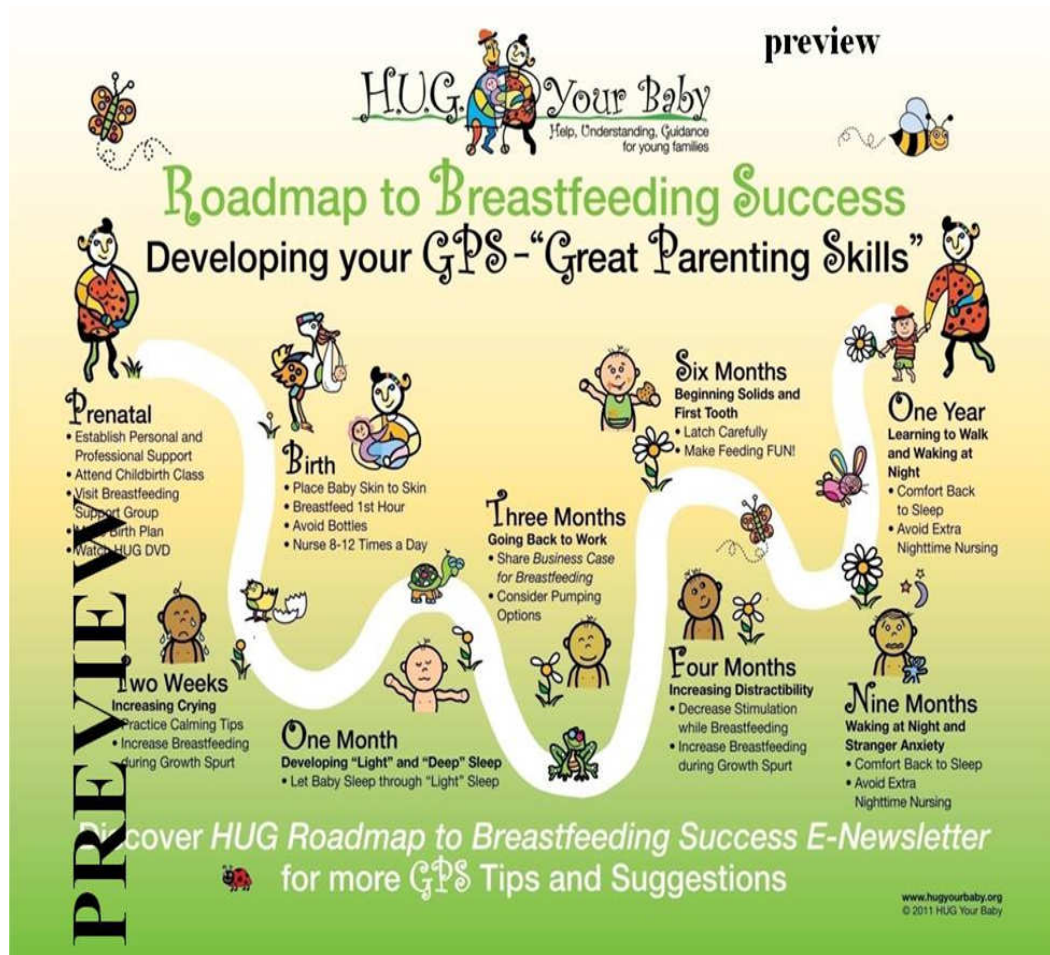 preview
H.U.G. Your Baby
Help, Understanding, Guidance
for young families
Roadmap to Breastfeeding Success
Developing your GPS - "Great Parenting Skills"
Prenatal
• Establish Personal and
Professional Support
• Attend Childbirth Class
• Visit Breastfeeding
Support Group
• Birth Plan
• Watch HUG DVD
Birth
• Place Baby Skin to Skin
• Breastfeed 1st Hour
• Avoid Bottles
• Nurse 8-12 Times a Day
Two Weeks
Increasing Crying
• Practice Calming Tips
• Increase Breastfeeding
during Growth Spurt
One Month
Developing "Light" and "Deep" Sleep
• Let Baby Sleep through "Light" Sleep
Three Months
Going Back to Work
• Share Business Case
for Breastfeeding
• Consider Pumping
Options
Four Months
Increasing Distractibility
• Decrease Stimulation
while Breastfeeding
• Increase Breastfeeding
during Growth Spurt
Six Months
Beginning Solids and
First Tooth
• Latch Carefully
• Make Feeding FUN!
Nine Months
Waking at Night and
Stranger Anxiety
• Comfort Back to Sleep
• Avoid Extra
Nighttime Nursing
One Year
Learning to Walk
and Waking at
Night
• Comfort Back
to Sleep
• Avoid Extra
Nighttime Nursing
Discover HUG Roadmap to Breastfeeding Success E-Newsletter
for more GPS Tips and Suggestions
www.hugyourbaby.org
© 2011 HUG Your Baby
PREVIEW